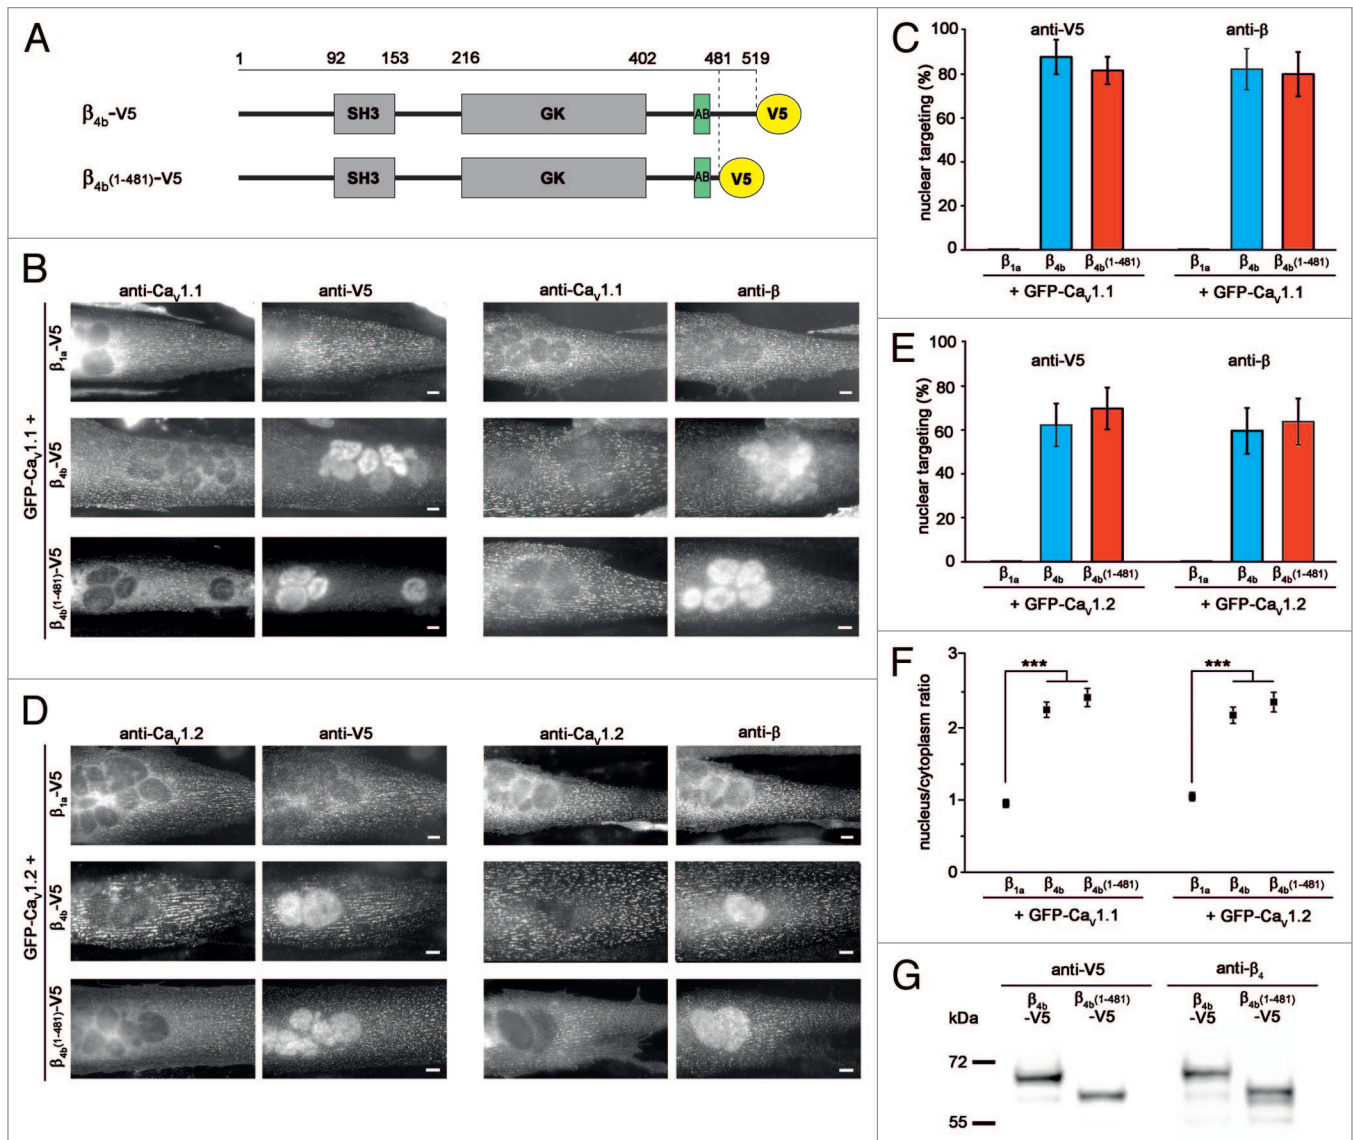 A
1 92 153 216 402 481 519
β4b-V5 SH3 GK AB V5
β4b(1-481)-V5 SH3 GK AB V5
B
anti-CaV1.1 anti-V5 anti-CaV1.1 anti-β
GFP-CaV1.1 +
β1a-V5
β4b-V5
β4b(1-481)-V5
D
anti-CaV1.2 anti-V5 anti-CaV1.2 anti-β
GFP-CaV1.2 +
β1a-V5
β4b-V5
β4b(1-481)-V5
C
anti-V5 anti-β
nuclear targeting (%)
100
80
60
40
20
0
β1a β4b β4b(1-481) β1a β4b β4b(1-481)
+ GFP-CaV1.1 + GFP-CaV1.1
E
anti-V5 anti-β
nuclear targeting (%)
100
80
60
40
20
0
β1a β4b β4b(1-481) β1a β4b β4b(1-481)
+ GFP-CaV1.2 + GFP-CaV1.2
F
nucleus/cytoplasm ratio
3
2
1
0
*** ***
β1a β4b β4b(1-481) β1a β4b β4b(1-481)
+ GFP-CaV1.1 + GFP-CaV1.2
G
anti-V5 anti-β4
β4b β4b(1-481) β4b β4b(1-481)
kDa -V5 -V5 -V5 -V5
72
55